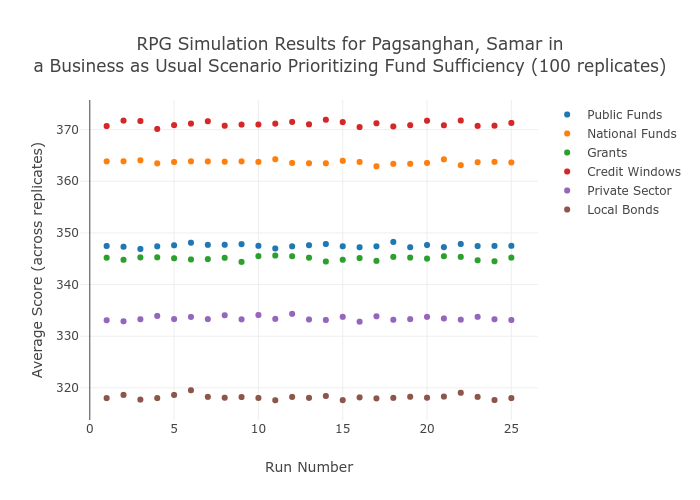 RPG Simulation Results for Pagsanghan, Samar in
a Business as Usual Scenario Prioritizing Fund Sufficiency (100 replicates)
Average Score (across replicates)
370
360
350
340
330
320
0
5
10
15
20
25
Run Number
Public Funds
National Funds
Grants
Credit Windows
Private Sector
Local Bonds